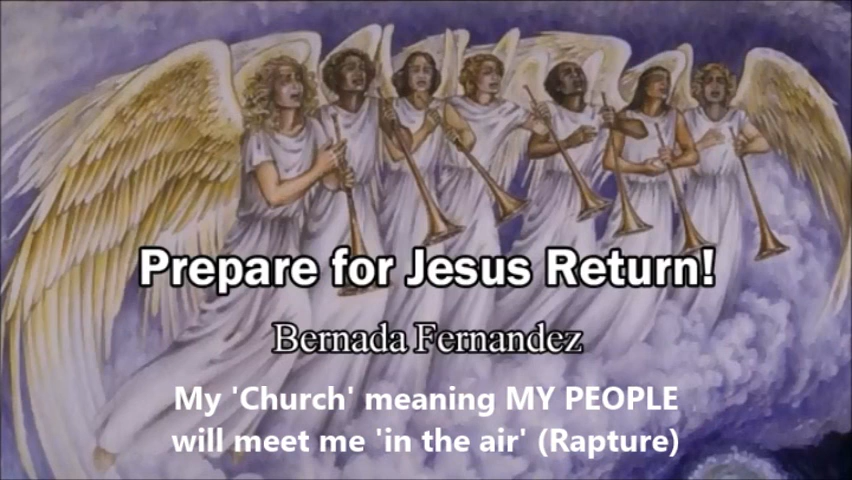 Prepare for Jesus Return!
Bernada Fernandez
My 'Church' meaning MY PEOPLE
will meet me 'in the air' (Rapture)